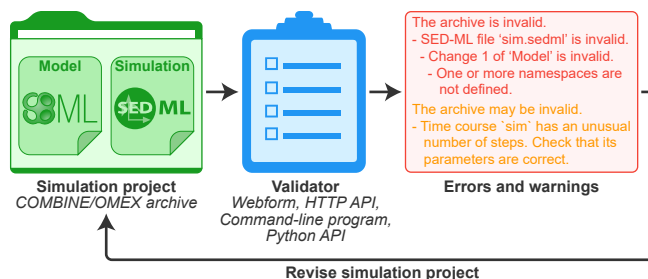 Model
SBML
Simulation
SED ML
Simulation project
COMBINE/OMEX archive
Validator
Webform, HTTP API,
Command-line program,
Python API
The archive is invalid.
- SED-ML file ‘sim.sedml’ is invalid.
- Change 1 of ‘Model’ is invalid.
- One or more namespaces are
not defined.
The archive may be invalid.
- Time course `sim` has an unusual
number of steps. Check that its
parameters are correct.
Errors and warnings
Revise simulation project